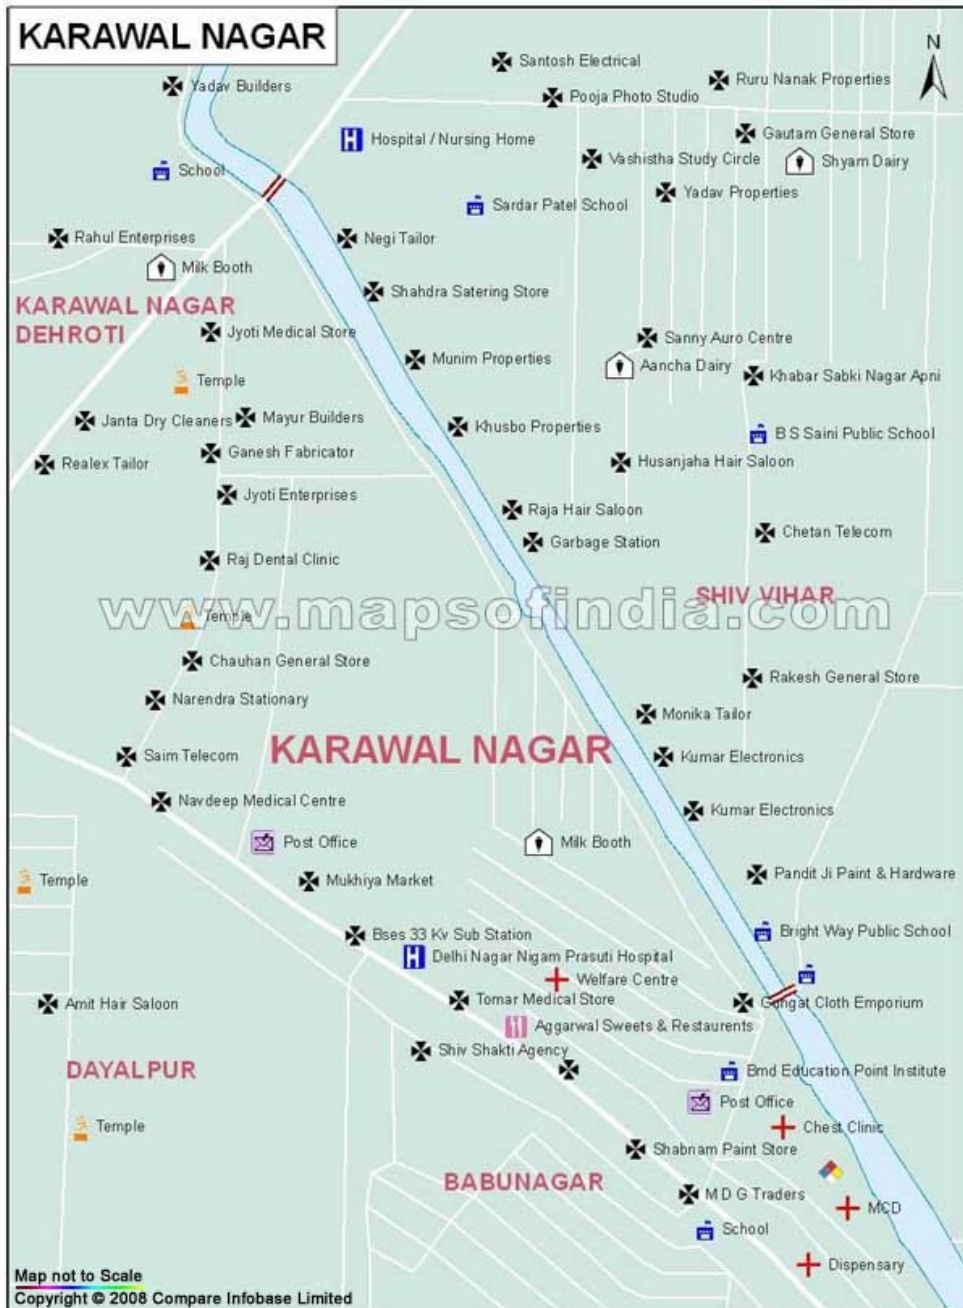 KARAWAL NAGAR
N
Santosh Electrical
Ruru Nanak Properties
Yadav Builders
Pooja Photo Studio
Gautam General Store
Hospital / Nursing Home
Vashistha Study Circle
Shyam Dairy
School
Yadav Properties
Sardar Patel School
Rahul Enterprises
Negi Tailor
Milk Booth
Shahdra Satering Store
KARAWAL NAGAR
DEHROTI
Jyoti Medical Store
Sanny Auro Centre
Munim Properties
Aancha Dairy
Khabar Sabki Nagar Apni
Temple
Janta Dry Cleaners
Mayur Builders
Khusbo Properties
B S Saini Public School
Ganesh Fabricator
Realex Tailor
Husanjaha Hair Saloon
Jyoti Enterprises
Raja Hair Saloon
Chetan Telecom
Garbage Station
Raj Dental Clinic
SHIV VIHAR
www.mapsofindia.com
Temple
Chauhan General Store
Rakesh General Store
Narendra Stationary
Monika Tailor
KARAWAL NAGAR
Saim Telecom
Kumar Electronics
Navdeep Medical Centre
Kumar Electronics
Post Office
Milk Booth
Temple
Mukhiya Market
Pandit Ji Paint & Hardware
Bses 33 Kv Sub Station
Bright Way Public School
Delhi Nagar Nigam Prasuti Hospital
Welfare Centre
Amit Hair Saloon
Tomar Medical Store
Gungat Cloth Emporium
Aggarwal Sweets & Restaurents
Shiv Shakti Agency
DAYALPUR
Bmd Education Point Institute
Post Office
Temple
Chest Clinic
Shabnam Paint Store
BABUNAGAR
M D G Traders
MCD
School
Dispensary
Map not to Scale
Copyright © 2008 Compare Infobase Limited